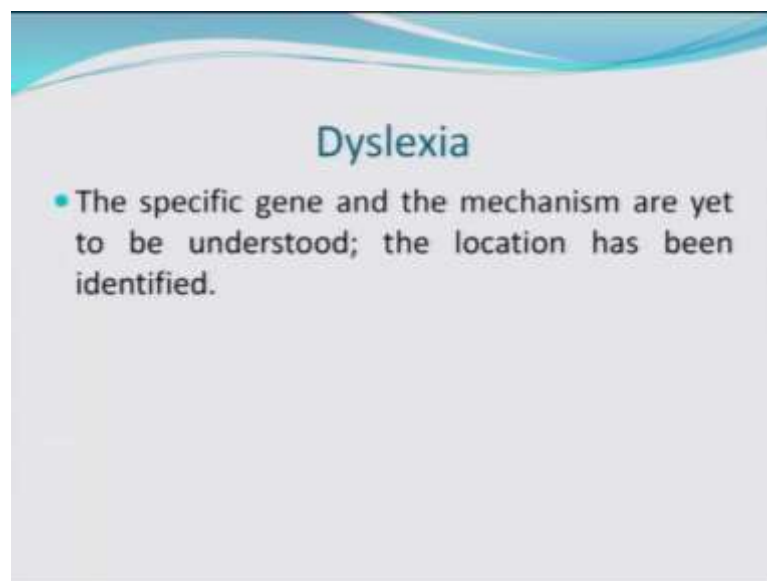 Dyslexia
The specific gene and the mechanism are yet
to be understood; the location has been
identified.